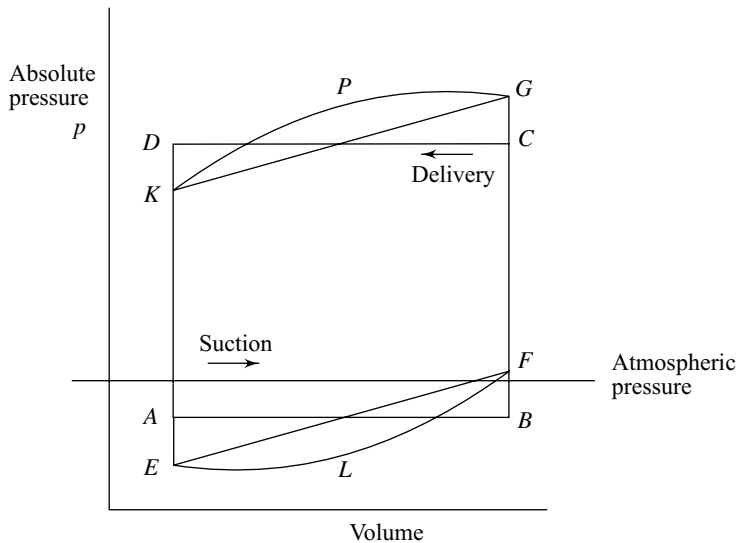 P
G
Absolute
pressure
p
D
C
Delivery
K
Suction
F
Atmospheric
pressure
A
B
E
L
Volume